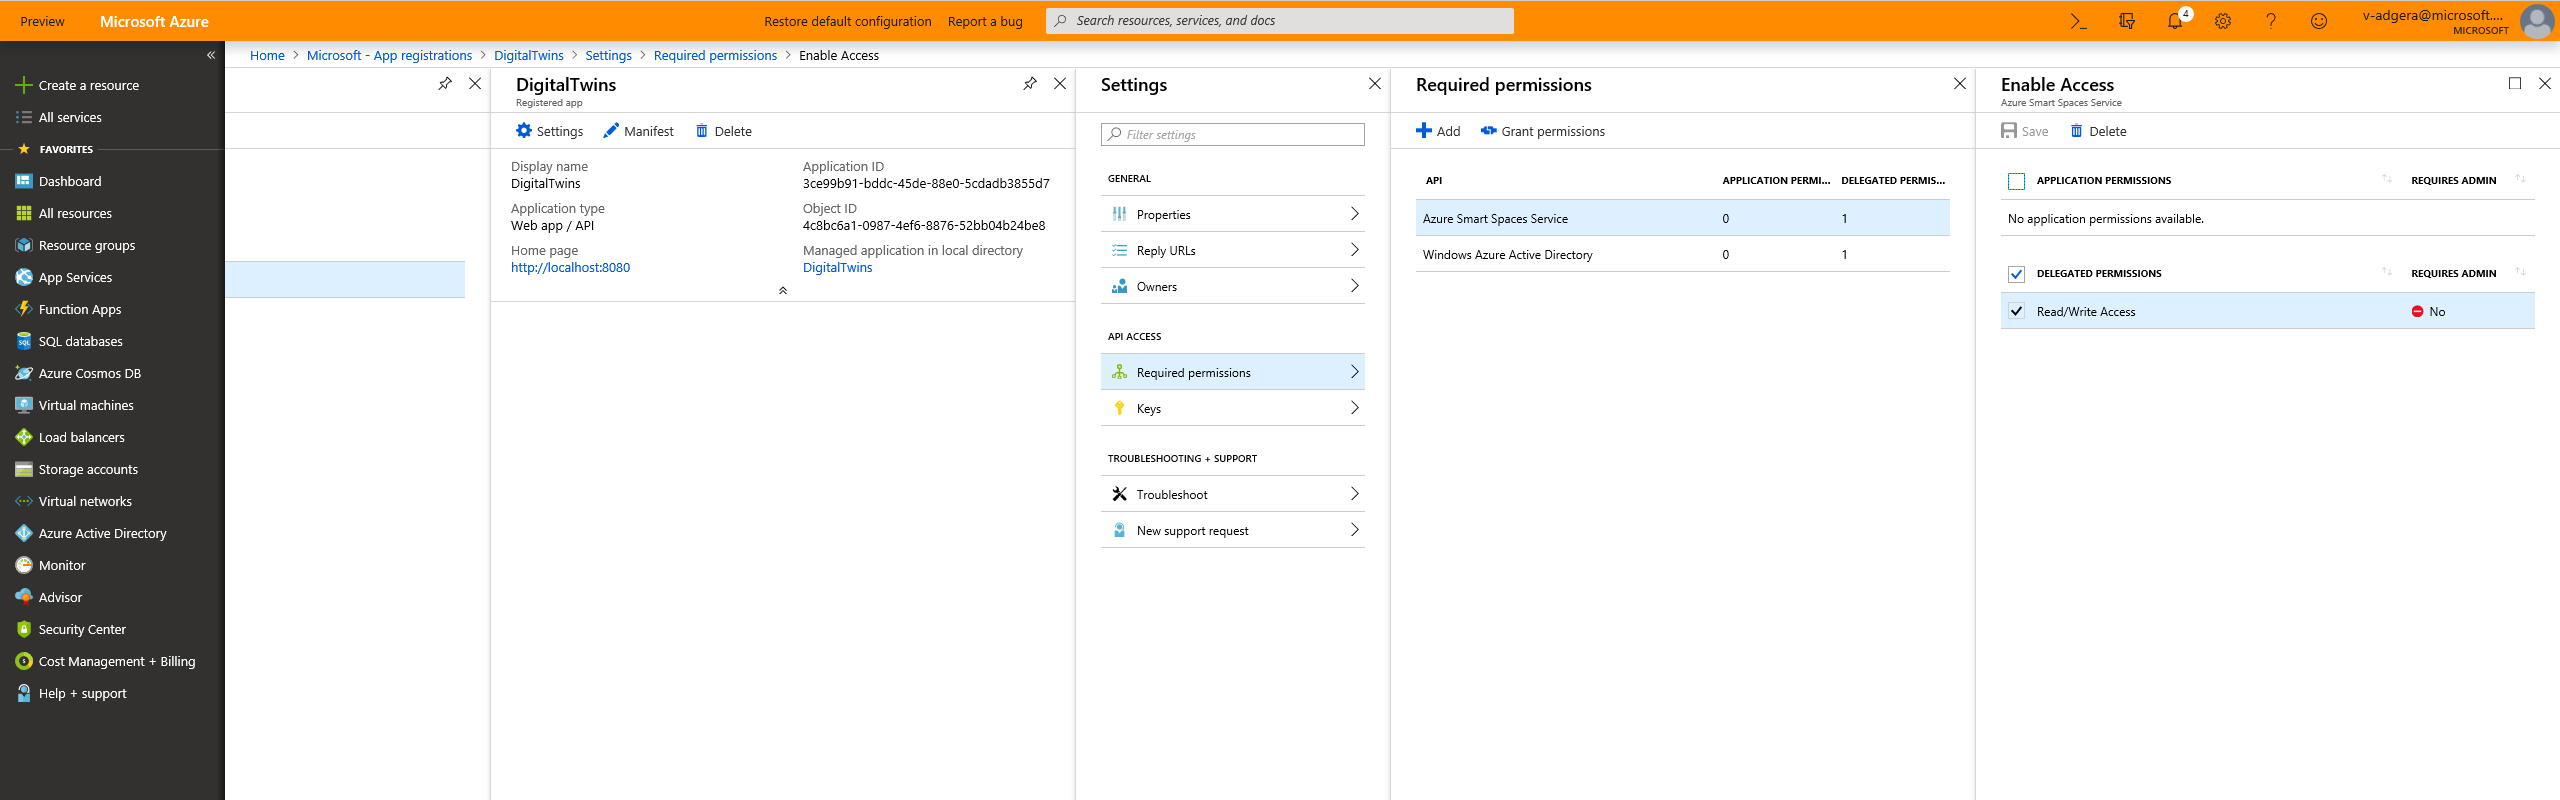 Preview
Microsoft Azure
Restore default configuration
Report a bug
Search resources, services, and docs
4
v-adgera@microsoft....
MICROSOFT
Home > Microsoft - App registrations > DigitalTwins > Settings > Required permissions > Enable Access
Create a resource
All services
FAVORITES
Dashboard
All resources
Resource groups
App Services
Function Apps
SQL databases
Azure Cosmos DB
Virtual machines
Load balancers
Storage accounts
Virtual networks
Azure Active Directory
Monitor
Advisor
Security Center
Cost Management + Billing
Help + support
DigitalTwins
Registered app
Settings
Manifest
Delete
Display name
DigitalTwins
Application type
Web app / API
Home page
http://localhost:8080
Application ID
3ce99b91-bddc-45de-88e0-5cdadb3855d7
Object ID
4c8bc6a1-0987-4ef6-8876-52bb04b24be8
Managed application in local directory
DigitalTwins
Settings
Filter settings
GENERAL
Properties
Reply URLs
Owners
API ACCESS
Required permissions
Keys
TROUBLESHOOTING + SUPPORT
Troubleshoot
New support request
Required permissions
Add
Grant permissions
API APPLICATION PERMI... DELEGATED PERMIS...
Azure Smart Spaces Service 0 1
Windows Azure Active Directory 0 1
Enable Access
Azure Smart Spaces Service
Save
Delete
APPLICATION PERMISSIONS REQUIRES ADMIN
No application permissions available.
DELEGATED PERMISSIONS REQUIRES ADMIN
Read/Write Access No